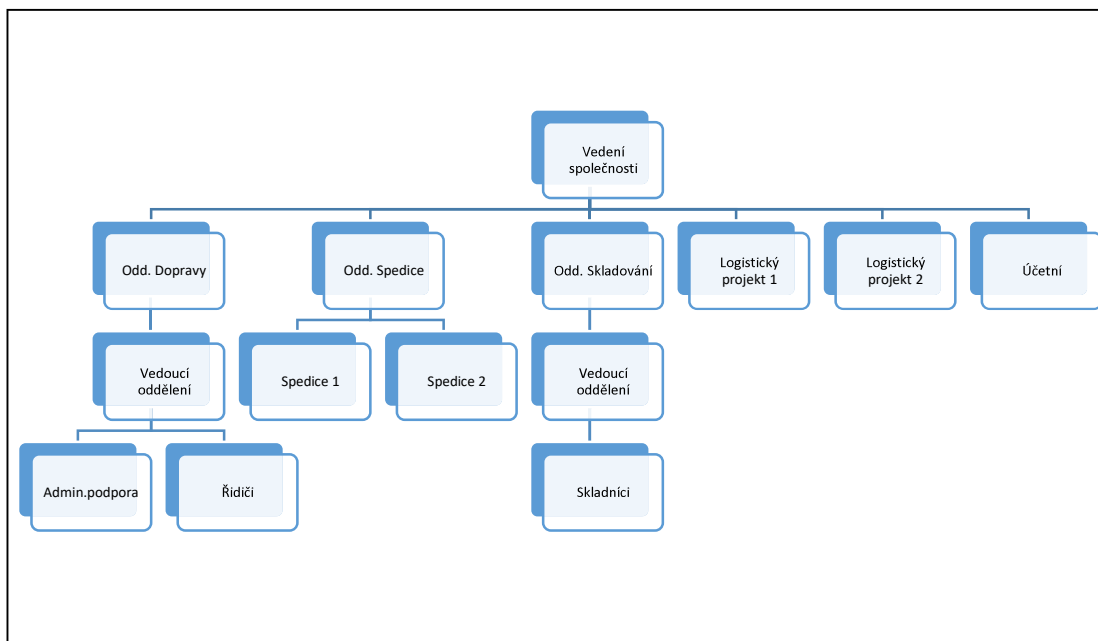 Vedení
společnosti
Odd. Dopravy
Odd. Spedice
Odd. Skladování
Logistický
projekt 1
Logistický
projekt 2
Účetní
Vedoucí
oddělení
Spedice 1
Spedice 2
Vedoucí
oddělení
Admin.podpora
Řidiči
Skladníci